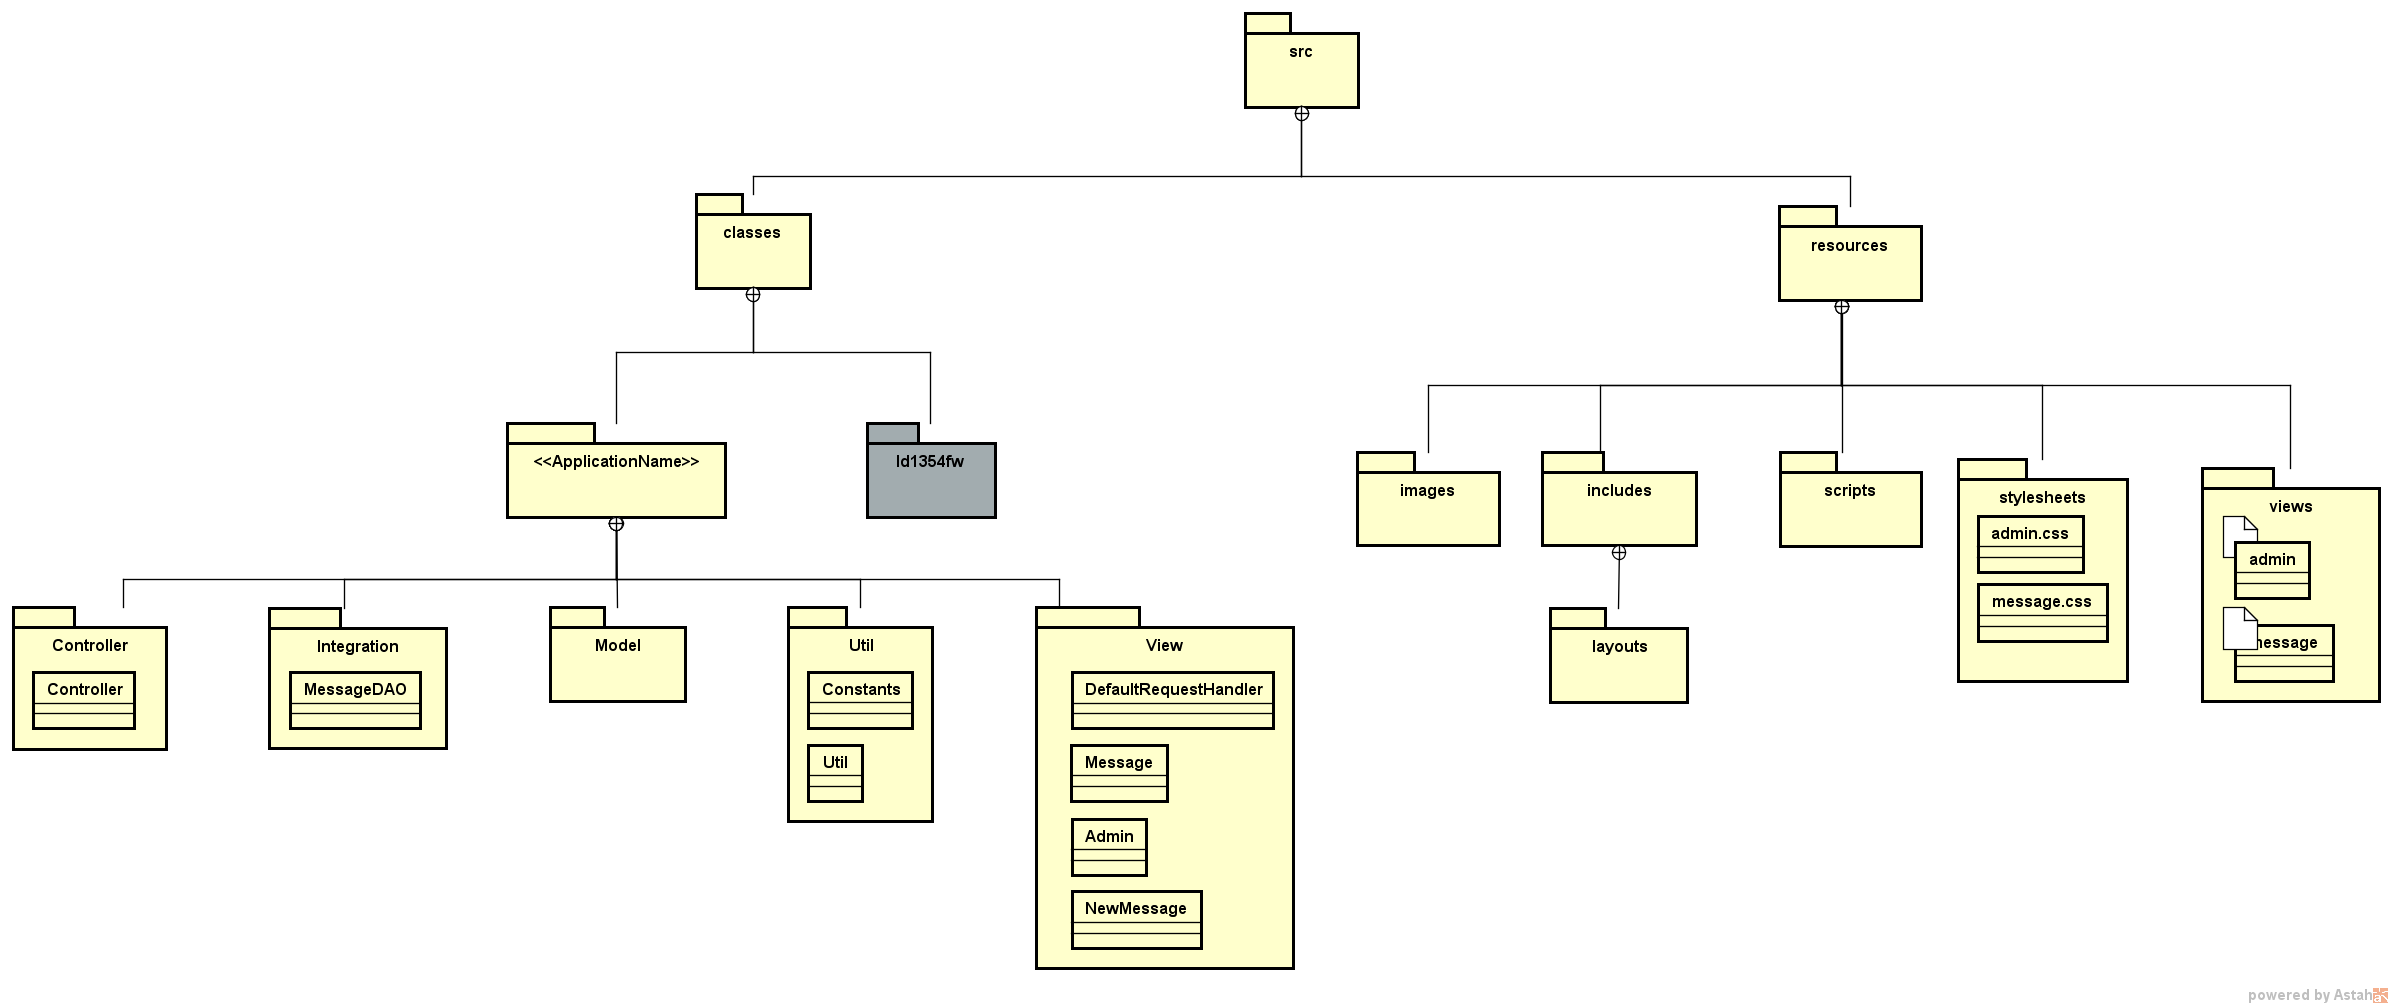 src
classes
resources
<<ApplicationName>>
Id1354fw
images
includes
scripts
stylesheets
admin.css
message.css
views
admin
message
Controller
Controller
Integration
MessageDAO
Model
Util
Constants
Util
View
DefaultRequestHandler
Message
Admin
NewMessage
layouts
powered by Astah